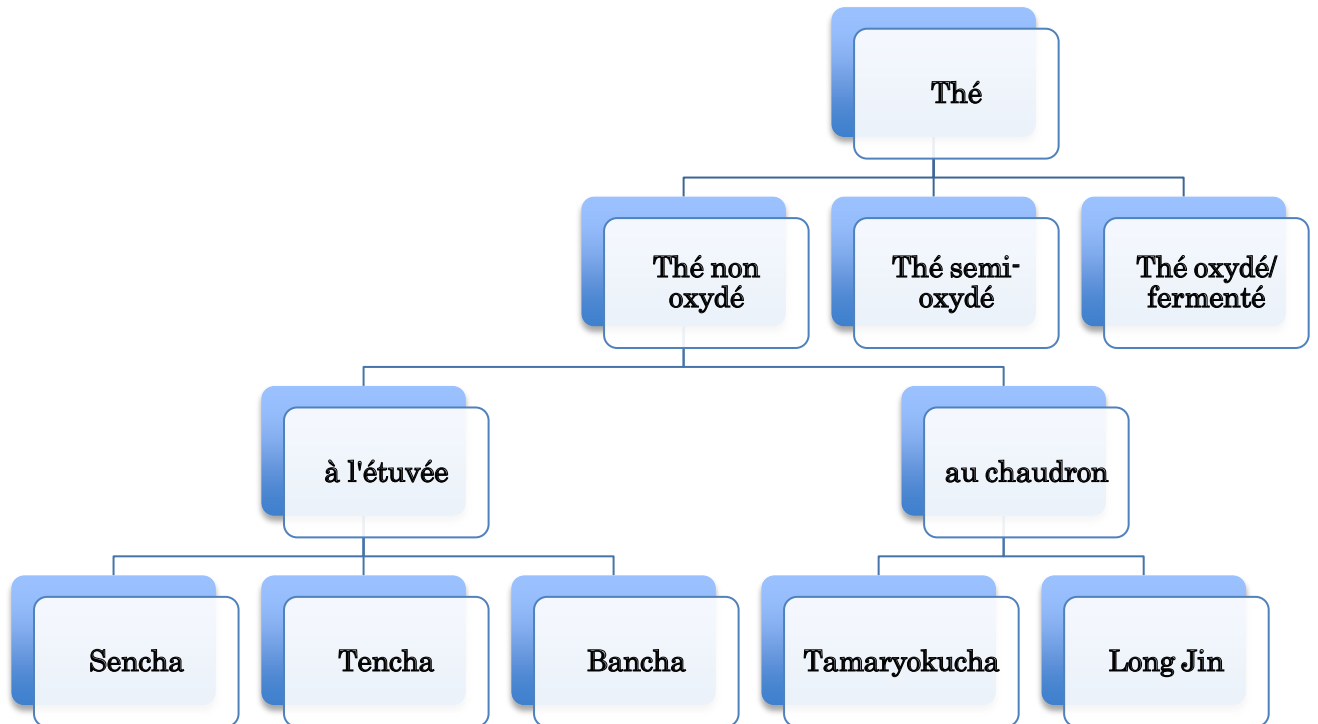 Thé
Thé non
oxydé
Thé semi-
oxydé
Thé oxydé/
fermenté
à l'étuvée
au chaudron
Sencha
Tencha
Bancha
Tamaryokucha
Long Jin